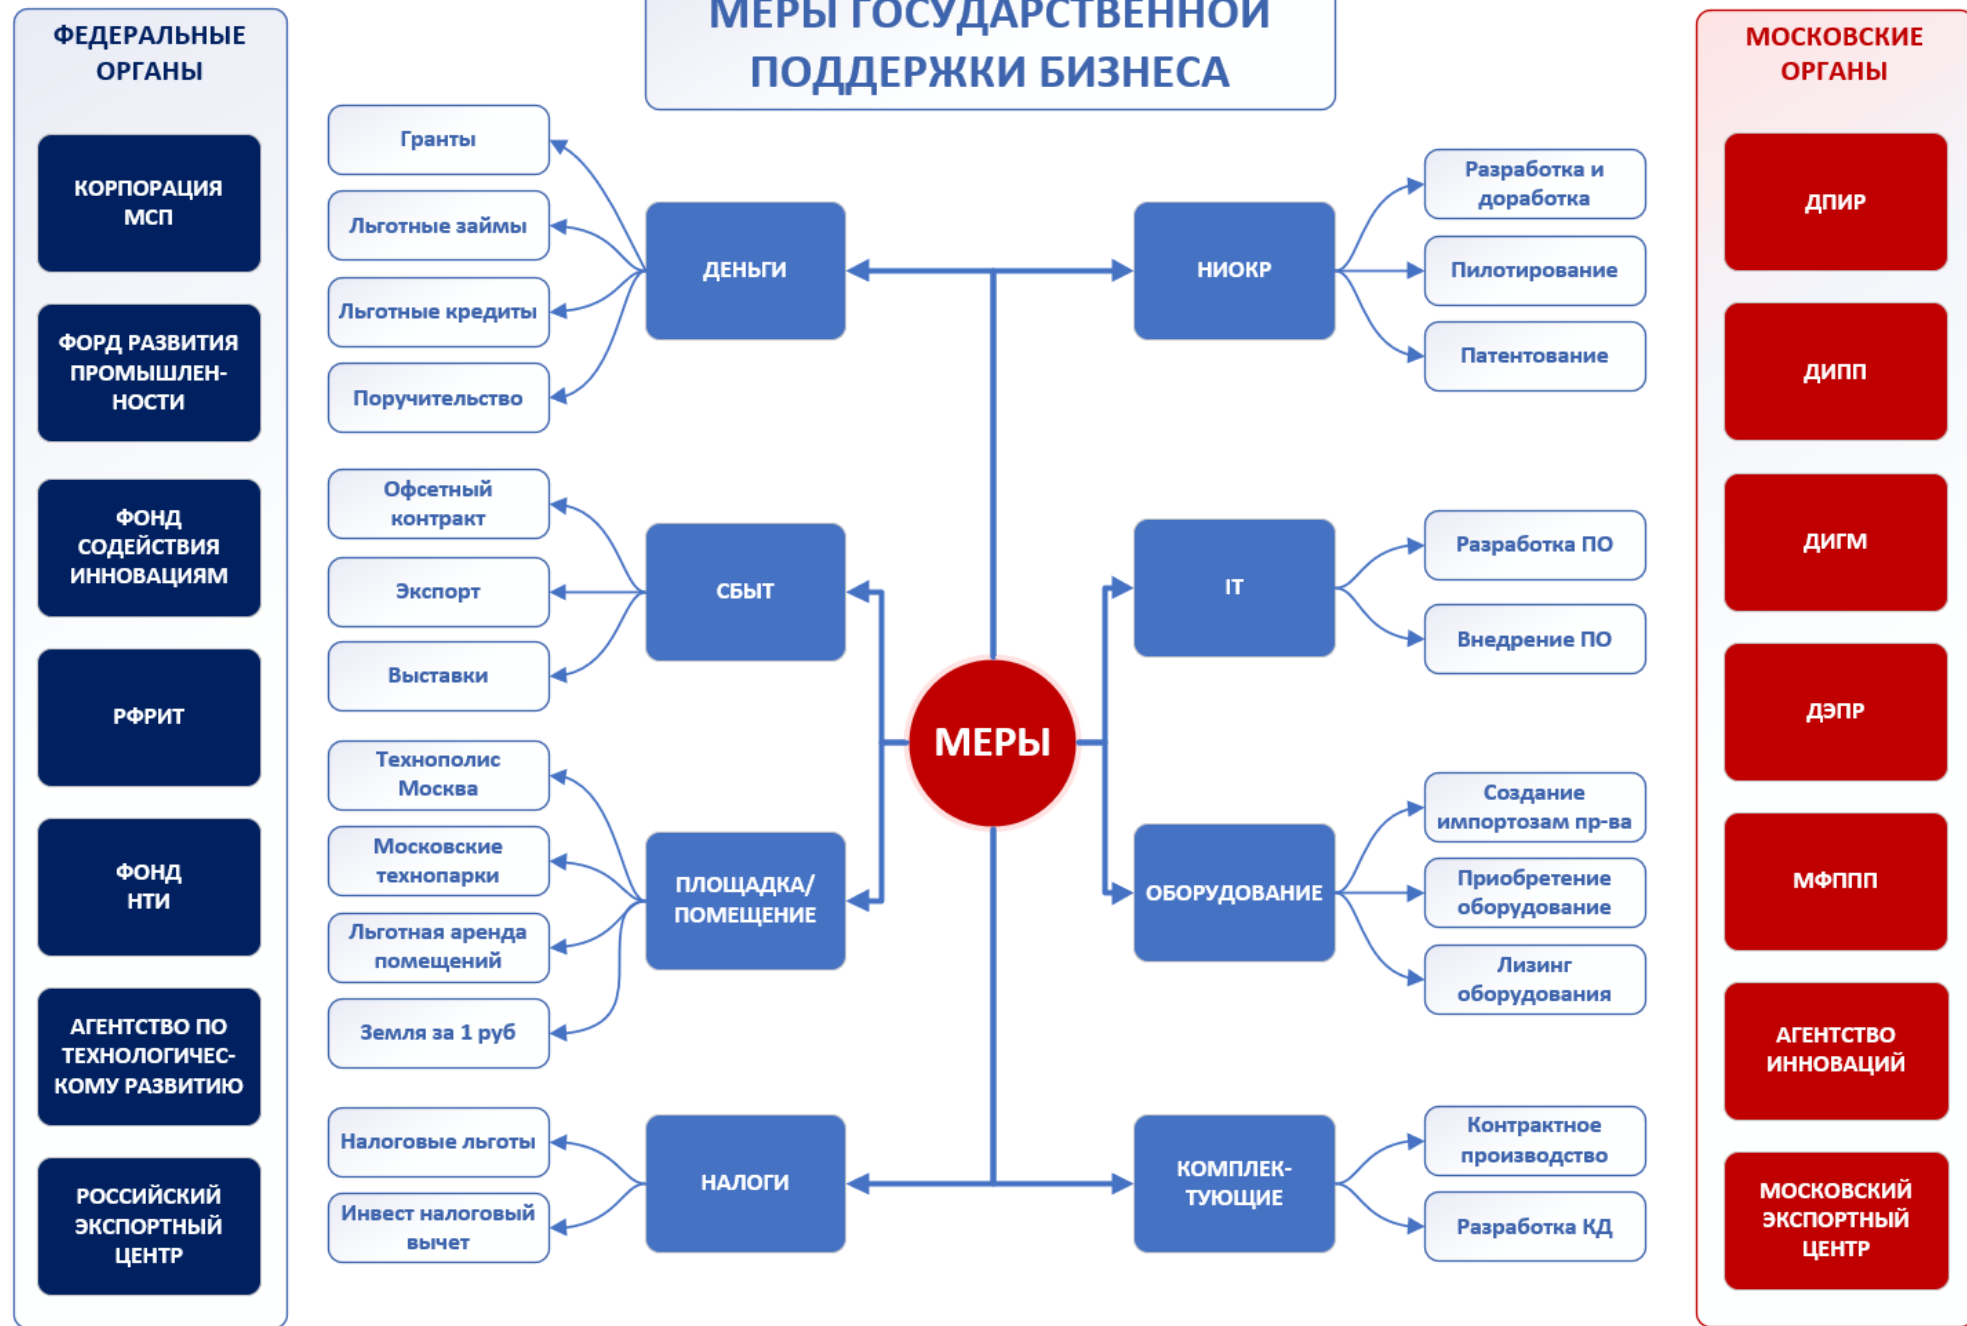 МЕРЫ ГОСУДАРСТВЕННОЙ
ПОДДЕРЖКИ БИЗНЕСА
ФЕДЕРАЛЬНЫЕ
ОРГАНЫ
КОРПОРАЦИЯ
МСП
ФОРД РАЗВИТИЯ
ПРОМЫШЛЕН-
НОСТИ
ФОНД
СОДЕЙСТВИЯ
ИННОВАЦИЯМ
РФРИТ
ФОНД
НТИ
АГЕНТСТВО ПО
ТЕХНОЛОГИЧЕС-
КОМУ РАЗВИТИЮ
РОССИЙСКИЙ
ЭКСПОРТНЫЙ
ЦЕНТР
Гранты
Льготные займы
Льготные кредиты
Поручительство
ДЕНЬГИ
Офсетный
контракт
Экспорт
Выставки
СБЫТ
Технополис
Москва
Московские
технопарки
Льготная аренда
помещений
Земля за 1 руб
ПЛОЩАДКА/
ПОМЕЩЕНИЕ
Налоговые льготы
Инвест налоговый
вычет
НАЛОГИ
МЕРЫ
НИОКР
Разработка и
доработка
Пилотирование
Патентование
IT
Разработка ПО
Внедрение ПО
ОБОРУДОВАНИЕ
Создание
импортозам пр-ва
Приобретение
оборудование
Лизинг
оборудования
КОМПЛЕК-
ТУЮЩИЕ
Контрактное
производство
Разработка КД
МОСКОВСКИЕ
ОРГАНЫ
ДПИР
ДИПП
ДИГМ
ДЭПР
МФППП
АГЕНТСТВО
ИННОВАЦИЙ
МОСКОВСКИЙ
ЭКСПОРТНЫЙ
ЦЕНТР